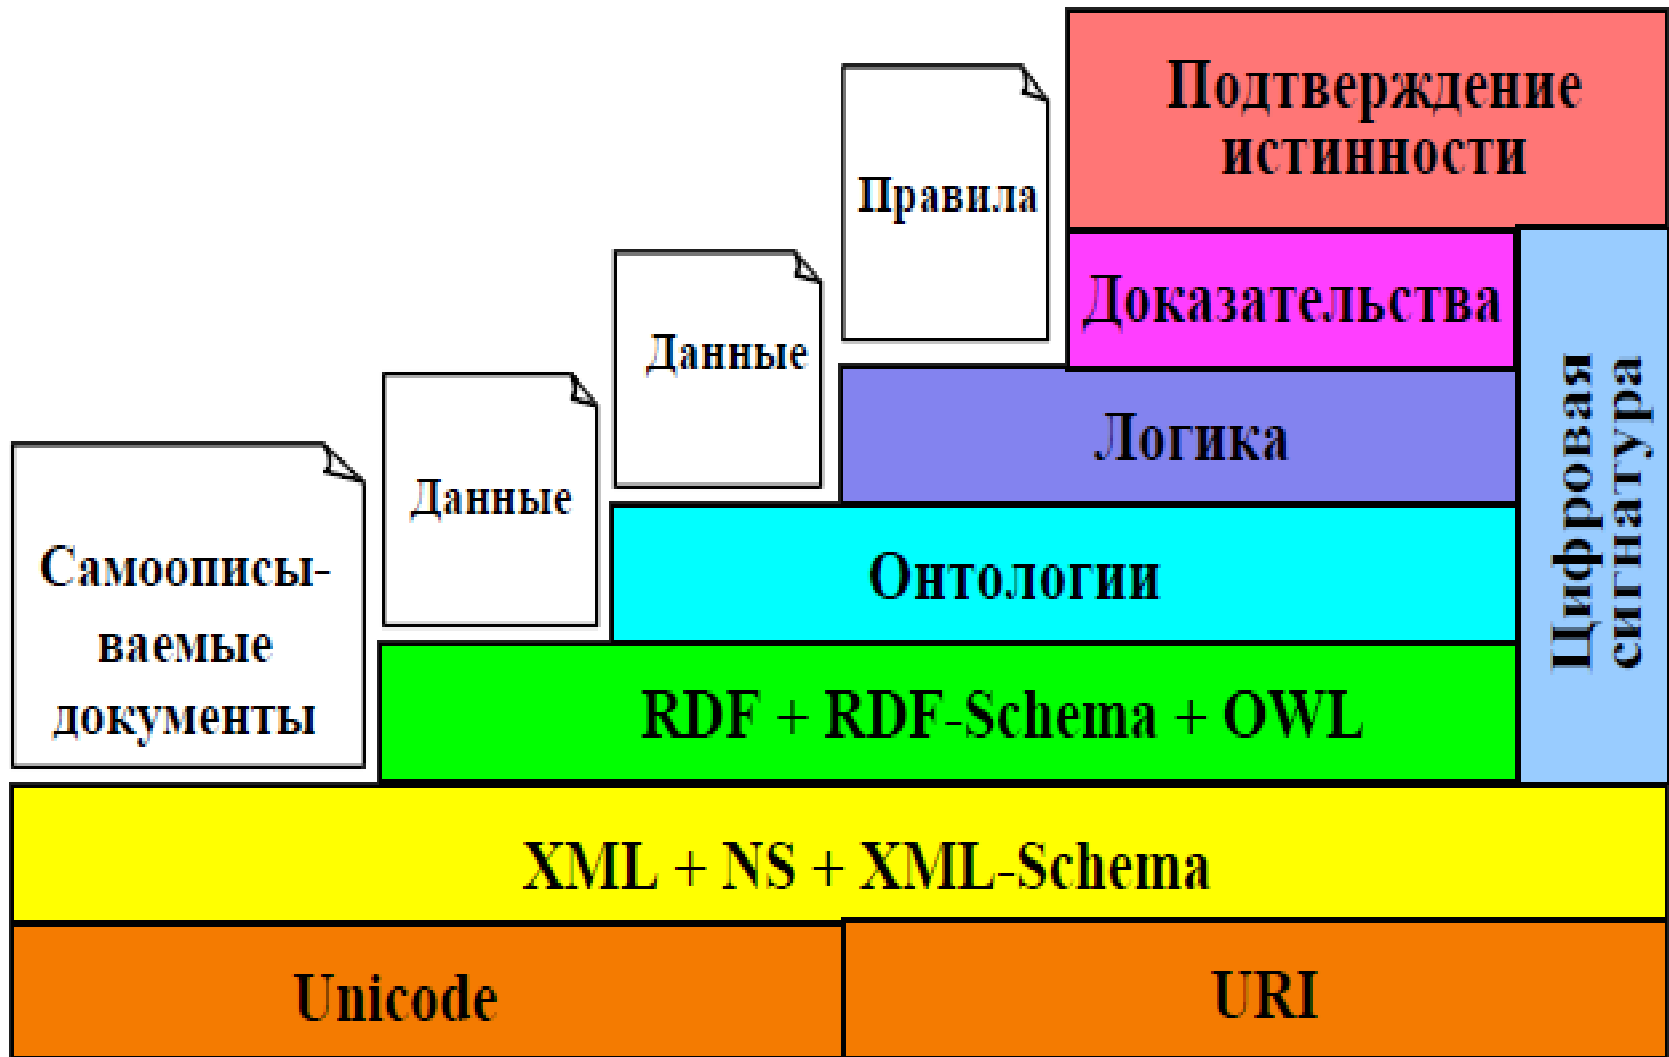 Подтверждение
истинности
Правила
Доказательства
Данные
Логика
Цифровая
сигнатура
Данные
Онтологии
Самоописы-
ваемые
документы
RDF + RDF-Schema + OWL
XML + NS + XML-Schema
Unicode
URI